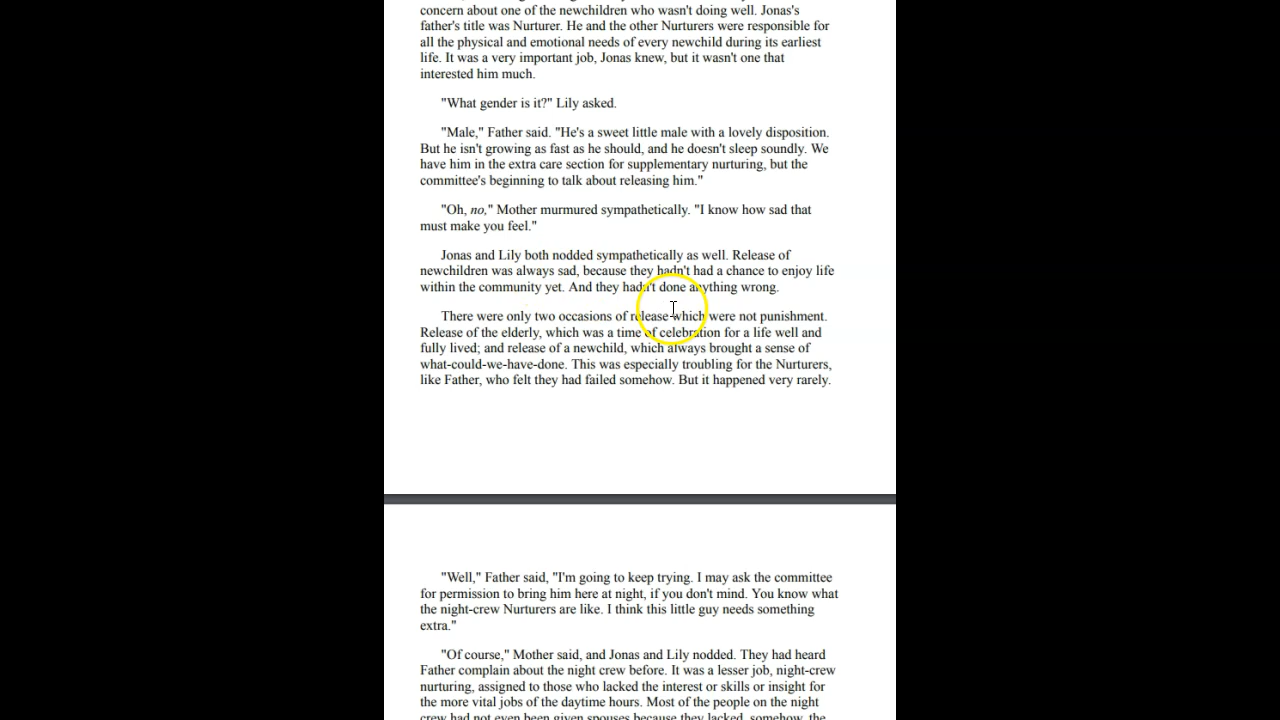 concern about one of the newchildren who wasn't doing well. Jonas's
father's title was Nurturer. He and the other Nurturers were responsible for
all the physical and emotional needs of every newchild during its earliest
life. It was a very important job, Jonas knew, but it wasn't one that
interested him much.
"What gender is it?" Lily asked.
"Male," Father said. "He's a sweet little male with a lovely disposition.
But he isn't growing as fast as he should, and he doesn't sleep soundly. We
have him in the extra care section for supplementary nurturing, but the
committee's beginning to talk about releasing him."
"Oh, no," Mother murmured sympathetically. "I know how sad that
must make you feel."
Jonas and Lily both nodded sympathetically as well. Release of
newchildren was always sad, because they hadn't had a chance to enjoy life
within the community yet. And they hadn't done anything wrong.
There were only two occasions of release which were not punishment.
Release of the elderly, which was a time of celebration for a life well and
fully lived; and release of a newchild, which always brought a sense of
what-could-we-have-done. This was especially troubling for the Nurturers,
like Father, who felt they had failed somehow. But it happened very rarely.
"Well," Father said, "I'm going to keep trying. I may ask the committee
for permission to bring him here at night, if you don't mind. You know what
the night-crew Nurturers are like. I think this little guy needs something
extra."
"Of course," Mother said, and Jonas and Lily nodded. They had heard
Father complain about the night crew before. It was a lesser job, night-crew
nurturing, assigned to those who lacked the interest or skills or insight for
the more vital jobs of the daytime hours. Most of the people on the night
crew had not even been given spouses because they lacked, somehow, the